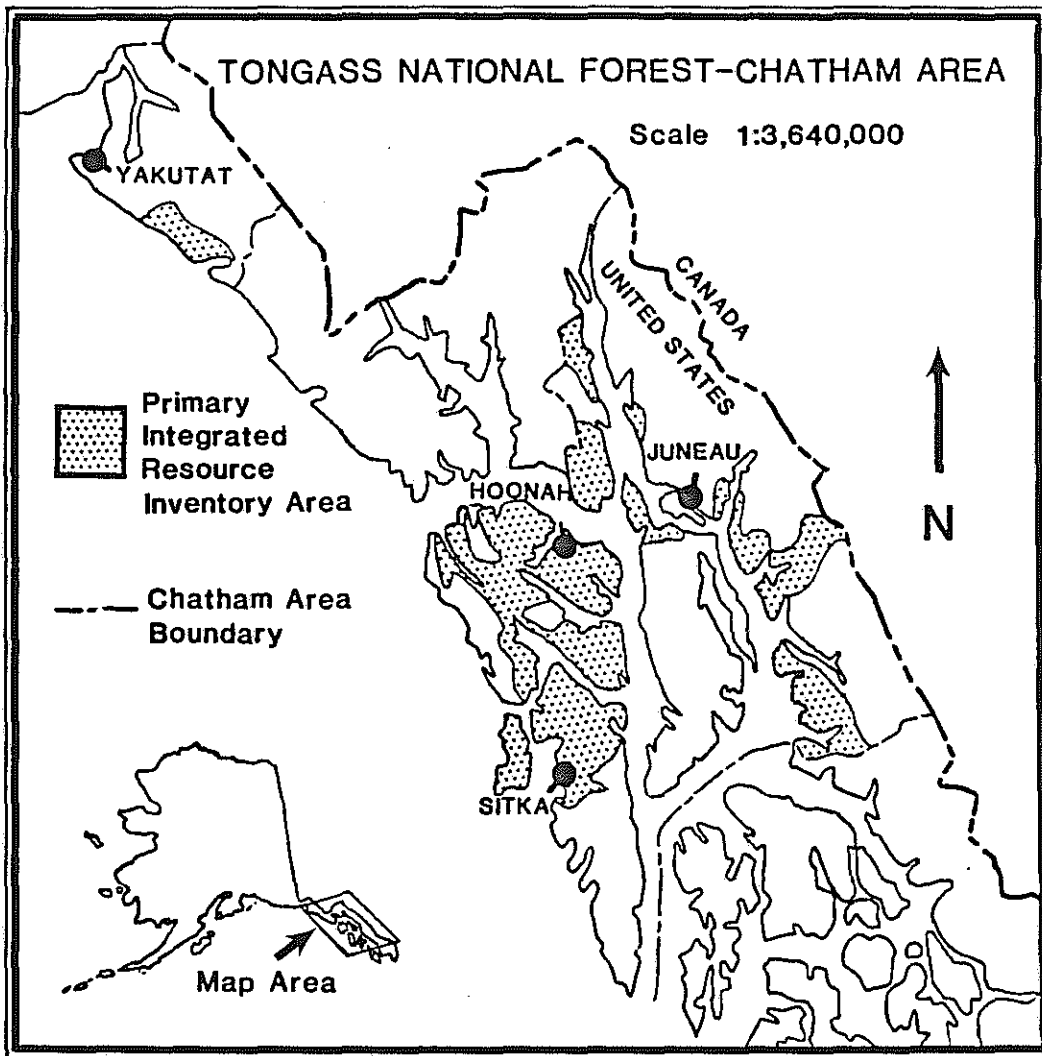 TONGASS NATIONAL FOREST-CHATHAM AREA
Scale 1:3,640,000
YAKUTAT
CANADA
UNITED STATES
Primary
Integrated
Resource
Inventory Area
JUNEAU
HOONAH
N
Chatham Area
Boundary
SITKA
Map Area